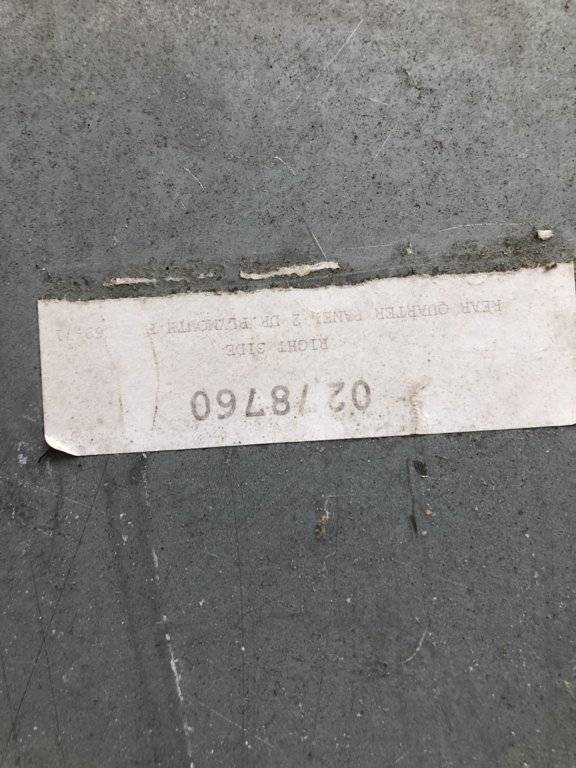 0278760
RIGHT SIDE
REAR QUARTER PANEL 2 DR.PLYMOUTH